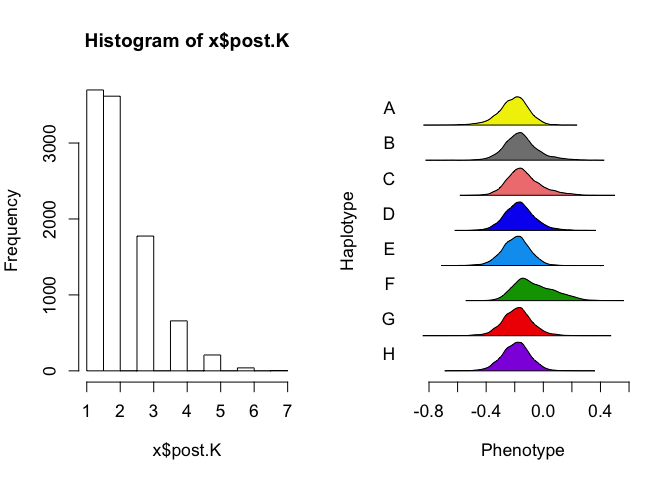 Histogram of x$post.K
Frequency
3000
2000
1000
0
1 2 3 4 5 6 7
x$post.K
Haplotype
A
B
C
D
E
F
G
H
-0.8 -0.4 0.0 0.4
Phenotype